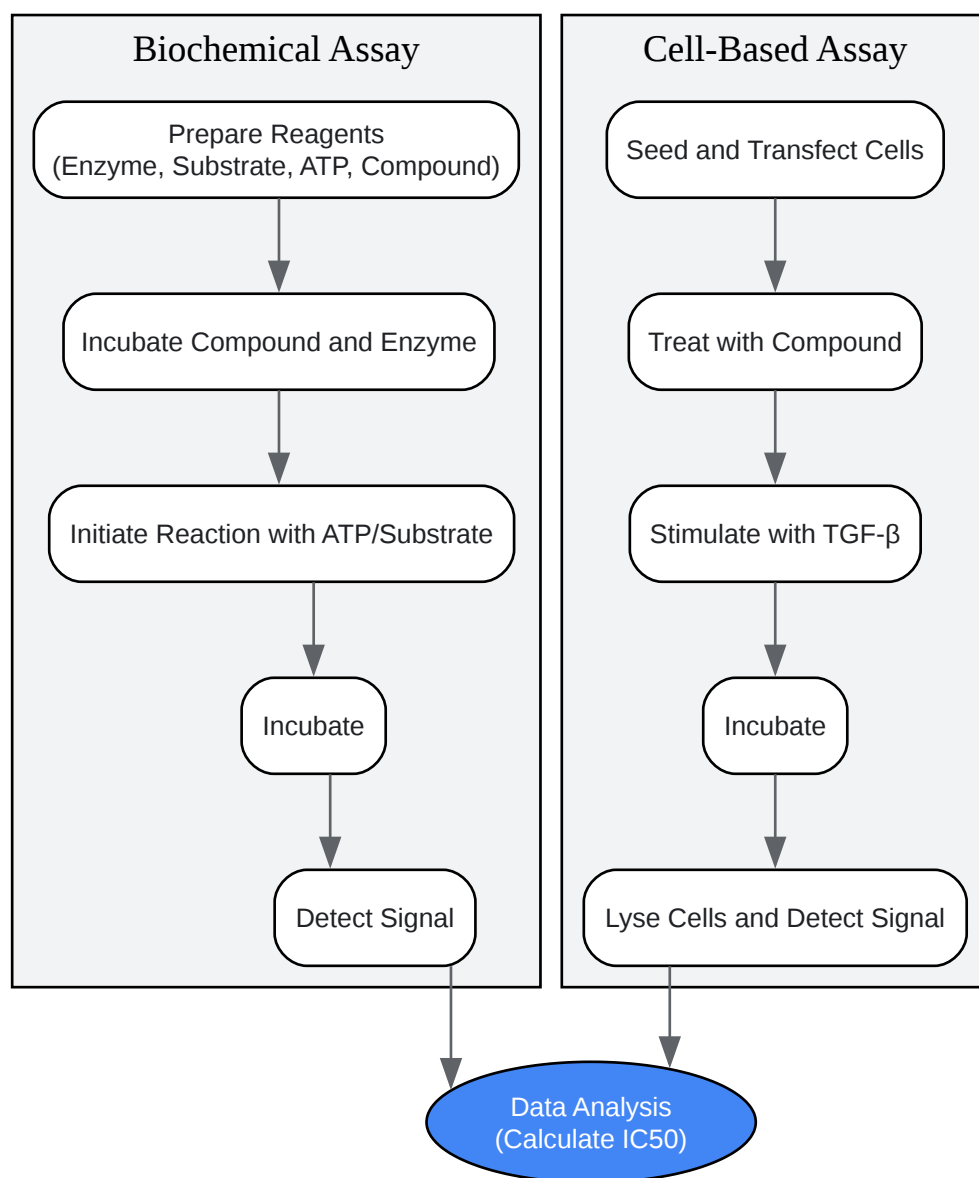 Biochemical Assay
Prepare Reagents
(Enzyme, Substrate, ATP, Compound)
Incubate Compound and Enzyme
Initiate Reaction with ATP/Substrate
Incubate
Detect Signal
Cell-Based Assay
Seed and Transfect Cells
Treat with Compound
Stimulate with TGF-β
Incubate
Lyse Cells and Detect Signal
Data Analysis
(Calculate IC50)